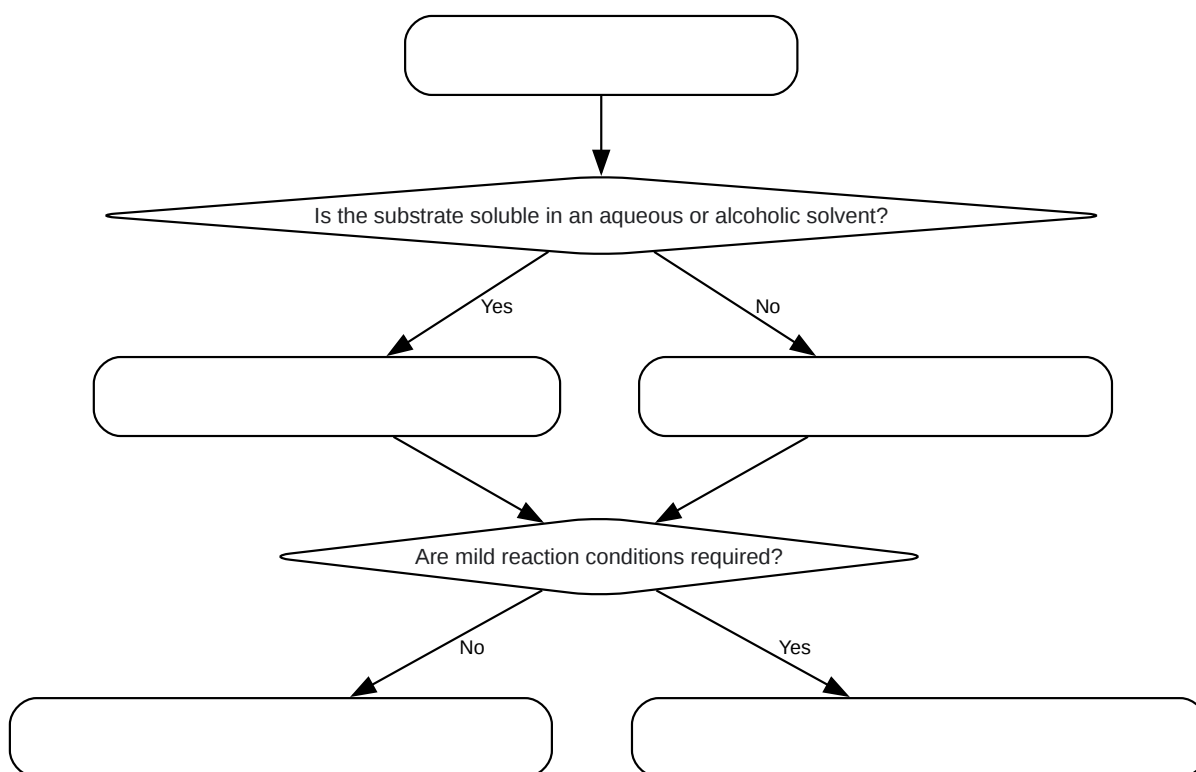 Is the substrate soluble in an aqueous or alcoholic solvent?
Yes
No
Are mild reaction conditions required?
No
Yes